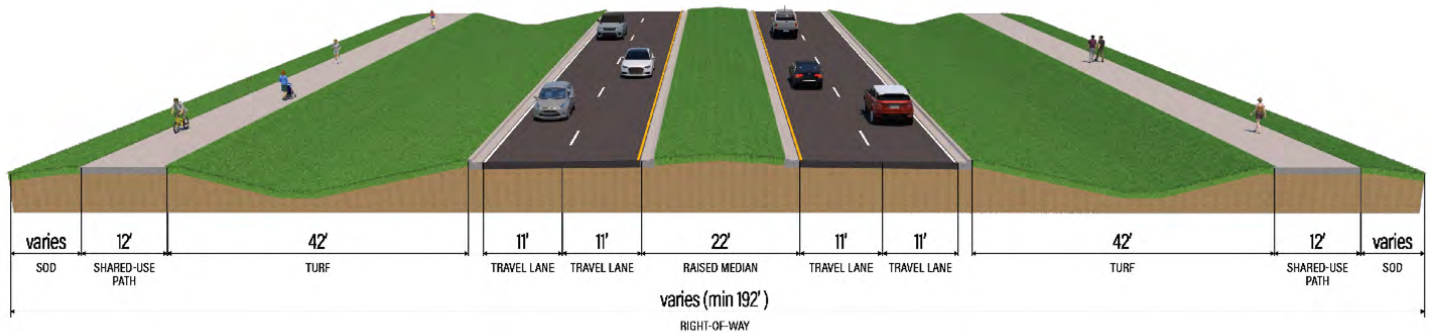 varies 12' 42' 11' 11' 22' 11' 11' 42' 12' varies
SOD SHARED-USE PATH TURF TRAVEL LANE TRAVEL LANE RAISED MEDIAN TRAVEL LANE TRAVEL LANE TURF SHARED-USE PATH SOD
varies (min 192')
RIGHT-OF-WAY